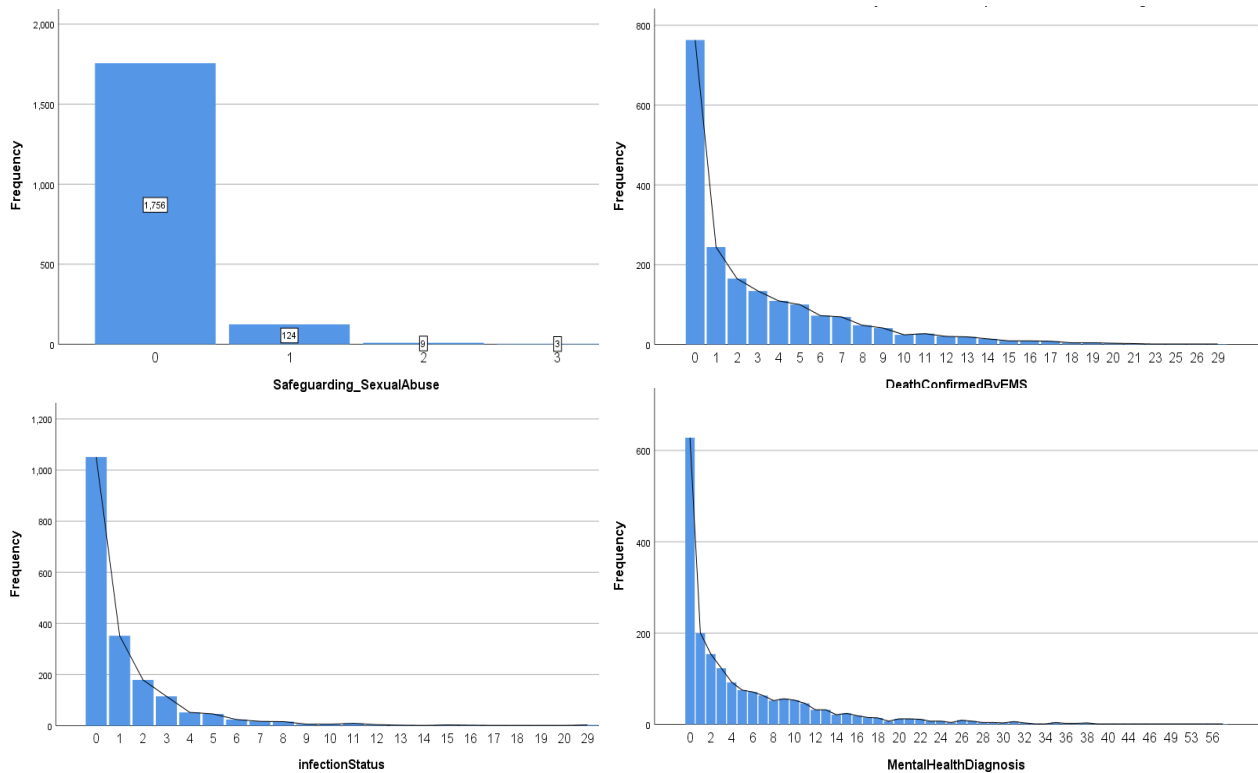 2,000
1,500
1,000
500
0
Frequency
1,756
124
9
3
0 1 2 3
Safeguarding_SexualAbuse
800
600
400
200
0
Frequency
0 1 2 3 4 5 6 7 8 9 10 11 12 13 14 15 16 17 18 19 20 21 23 25 26 29
DeathConfirmedByEMS
1,200
1,000
800
600
400
200
0
Frequency
0 1 2 3 4 5 6 7 8 9 10 11 12 13 14 15 16 17 18 20 29
infectionStatus
600
400
200
0
Frequency
0 2 4 6 8 10 12 14 16 18 20 22 24 26 28 30 32 34 36 38 40 44 46 49 53 56
MentalHealthDiagnosis